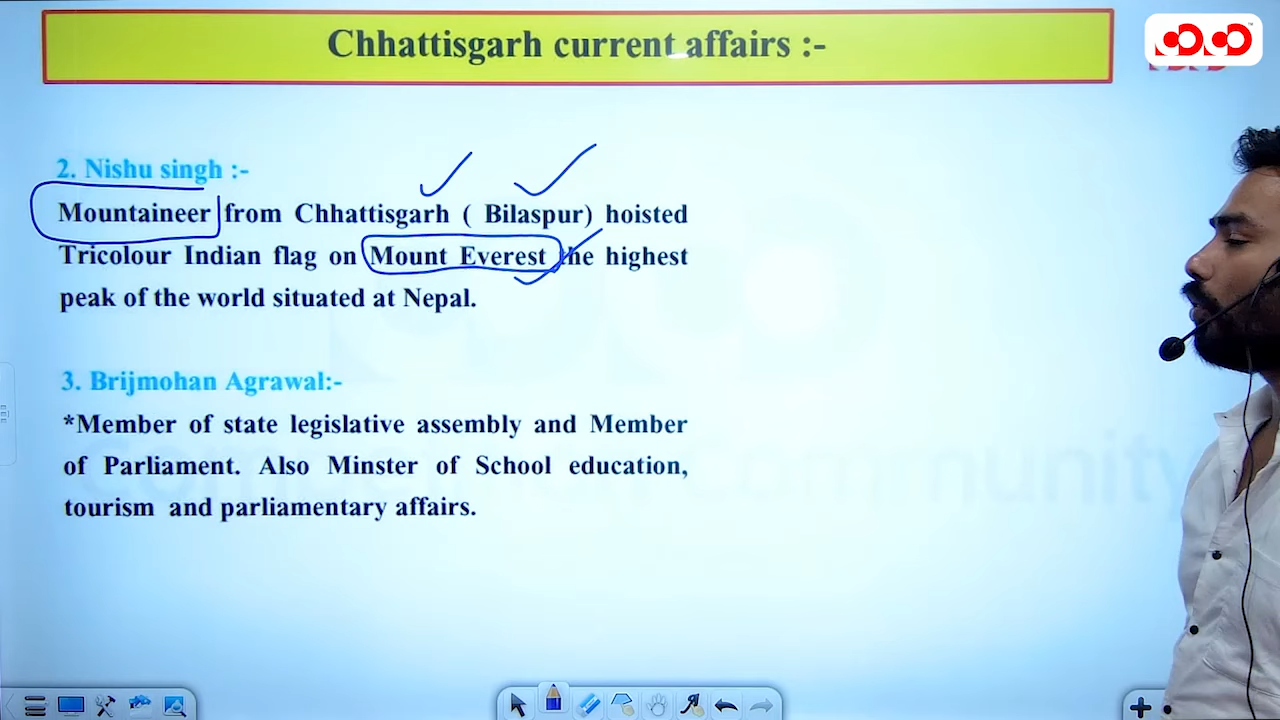 Chhattisgarh current affairs :-
2. Nishu singh :-
Mountaineer from Chhattisgarh ( Bilaspur) hoisted
Tricolour Indian flag on Mount Everest the highest
peak of the world situated at Nepal.
3. Brijmohan Agrawal:-
*Member of state legislative assembly and Member
of Parliament. Also Minster of School education,
tourism and parliamentary affairs.
community